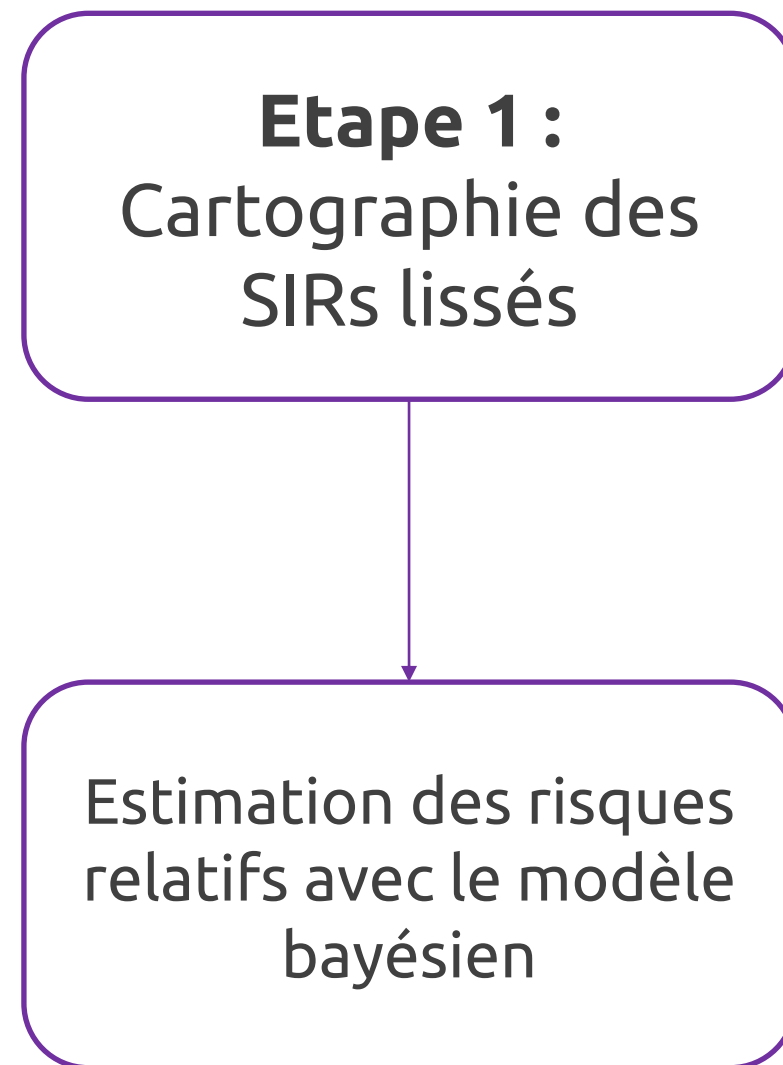 Etape 1 :
Cartographie des
SIRs lissés
Estimation des risques
relatifs avec le modèle
bayésien